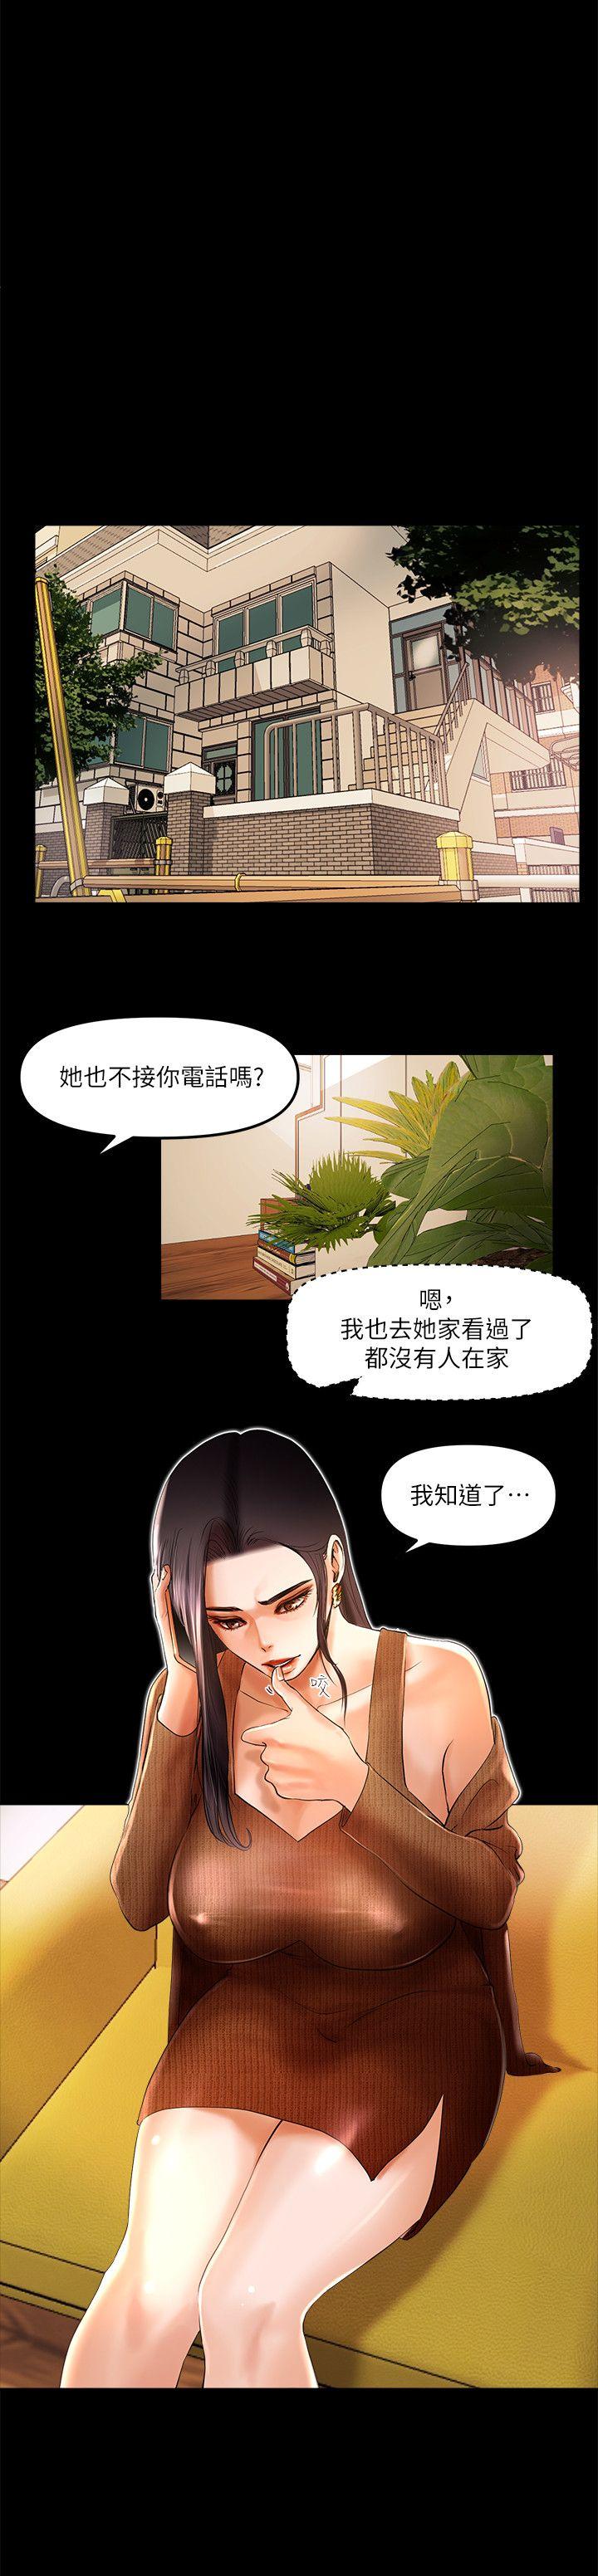 她也不接你電話嗎?
嗯，
我也去她家看過了
都沒有人在家
我知道了…
咬